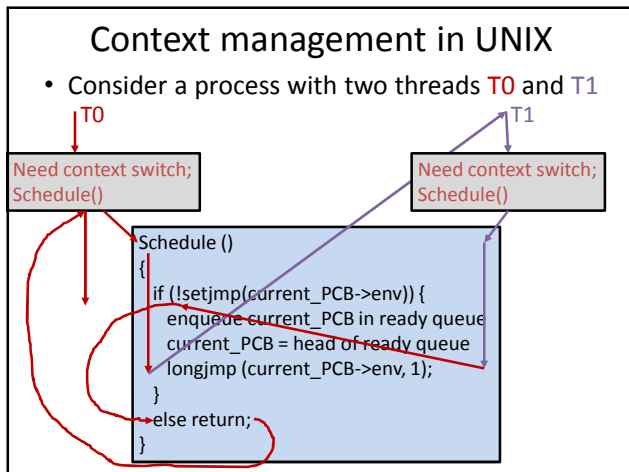 Context management in UNIX
• Consider a process with two threads T0 and T1
T0
T1
Need context switch;
Schedule()
Need context switch;
Schedule()
Schedule ()
{
if (!setjmp(current_PCB->env)) {
enqueue current_PCB in ready queue
current_PCB = head of ready queue
longjmp (current_PCB->env, 1);
}
else return;
}